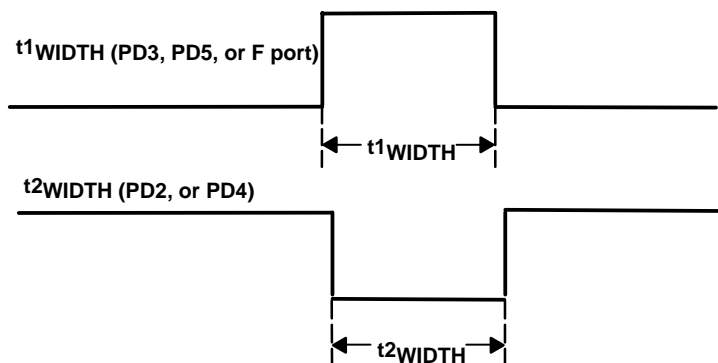 t1WIDTH (PD3, PD5, or F port)
t1WIDTH
t2WIDTH (PD2, or PD4)
t2WIDTH